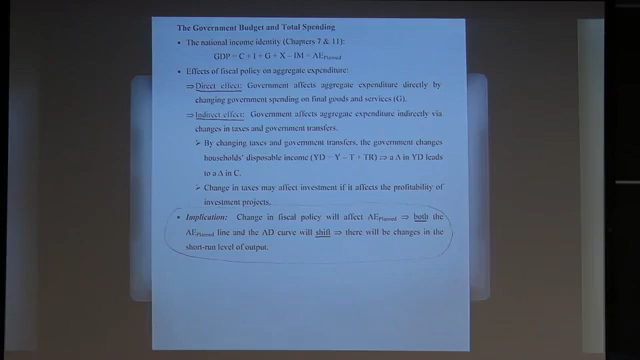 The Government Budget and Total Spending
• The national income identity (Chapters 7 & 11):
GDP = C + I + G + X – IM = AEPlanned
• Effects of fiscal policy on aggregate expenditure:
⇒ Direct effect: Government affects aggregate expenditure directly by
changing government spending on final goods and services (G).
⇒ Indirect effect: Government affects aggregate expenditure indirectly via
changes in taxes and government transfers.
➢ By changing taxes and government transfers, the government changes
households' disposable income (YD = Y – T + TR) ⇒ a Δ in YD leads
to a Δ in C.
➢ Change in taxes may affect investment if it affects the profitability of
investment projects.
• Implication: Change in fiscal policy will affect AEPlanned ⇒ both the
AEPlanned line and the AD curve will shift ⇒ there will be changes in the
short-run level of output.